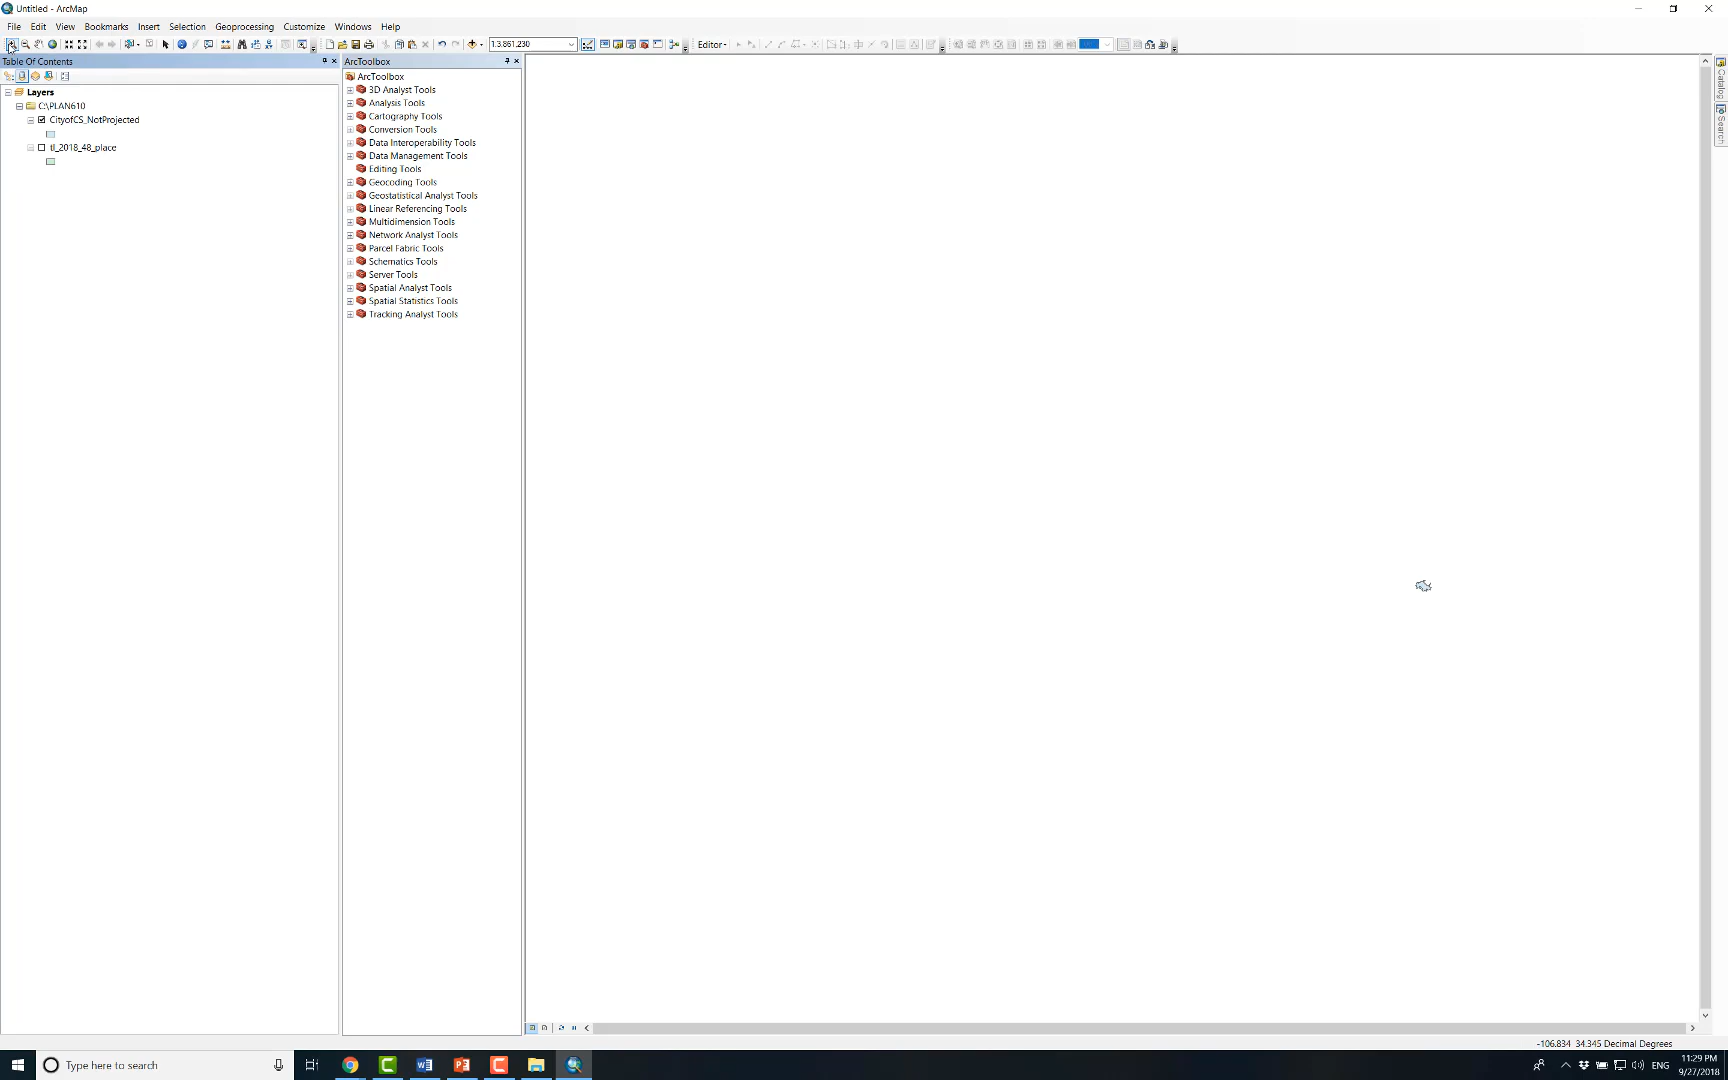 Untitled - ArcMap
File Edit View Bookmarks Insert Selection Geoprocessing Customize Windows Help
1:3,861,230
Editor
Table Of Contents
Layers
C:\PLAN610
CityofCS_NotProjected
tl_2018_48_place
ArcToolbox
ArcToolbox
3D Analyst Tools
Analysis Tools
Cartography Tools
Conversion Tools
Data Interoperability Tools
Data Management Tools
Editing Tools
Geocoding Tools
Geostatistical Analyst Tools
Linear Referencing Tools
Multidimension Tools
Network Analyst Tools
Parcel Fabric Tools
Schematics Tools
Server Tools
Spatial Analyst Tools
Spatial Statistics Tools
Tracking Analyst Tools
Catalog
Search
-106.834 34.345 Decimal Degrees
Type here to search
ENG
11:29 PM
9/27/2018